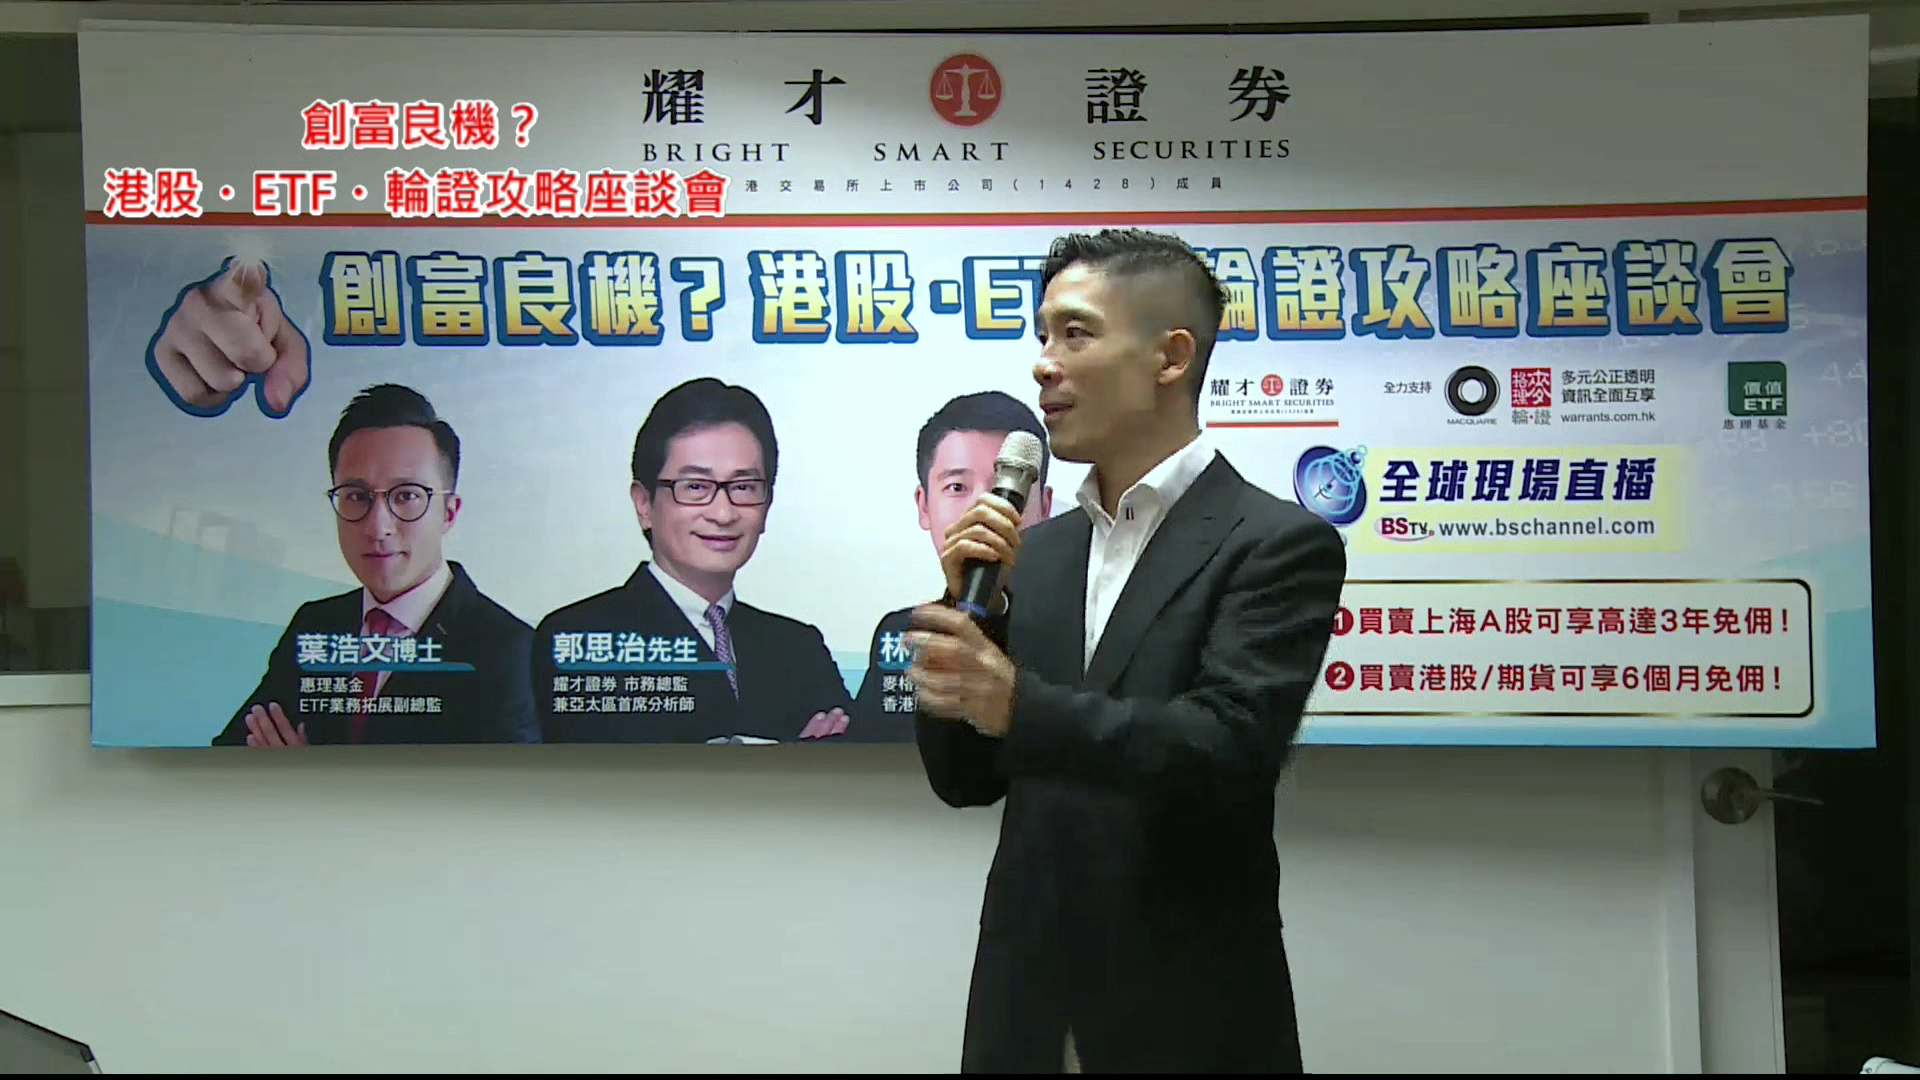 創富良機？
港股・ETF・輪證攻略座談會
耀才 證券
BRIGHT SMART SECURITIES
港交易所上市公司(1428)成員
創富良機？港股・E 輪證攻略座談會
耀才證券
BRIGHT SMART SECURITIES
全力支持
MACQUARIE
麥格理
輪・證
多元公正透明
資訊全面互享
warrants.com.hk
價值
ETF
惠理基金
全球現場直播
BSTV www.bschannel.com
葉浩文博士
惠理基金
ETF業務拓展副總監
郭思治先生
耀才證券 市務總監
兼亞太區首席分析師
林
麥格
香港
1 買賣上海A股可享高達3年免佣！
2 買賣港股/期貨可享6個月免佣！